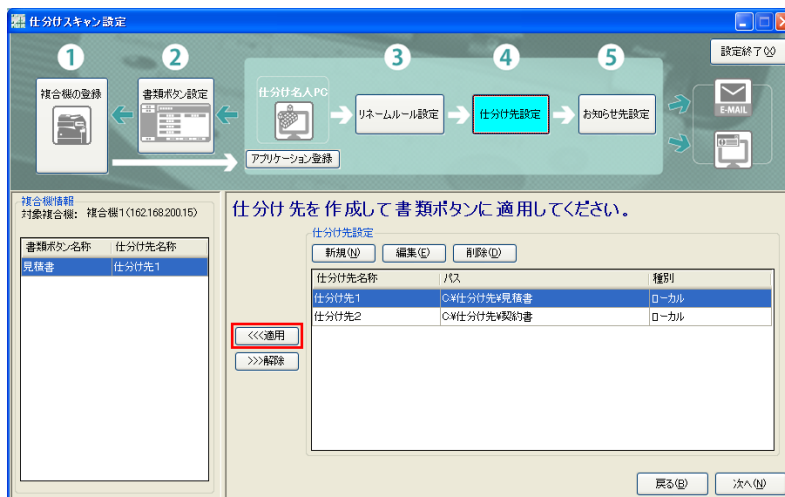 仕分けスキャン設定
設定終了(X)
1
2
3
4
5
複合機の登録
書類ボタン設定
仕分け名人PC
リネームルール設定
仕分け先設定
お知らせ先設定
E-MAIL
アプリケーション登録
複合機情報
対象複合機: 複合機1(162.168.200.15)
書類ボタン名称 仕分け先名称
見積書 仕分け先1
仕分け先を作成して書類ボタンに適用してください。
仕分け先設定
新規(N) 編集(E) 削除(D)
仕分け先名称 パス 種別
仕分け先1 C:¥仕分け先¥見積書 ローカル
仕分け先2 C:¥仕分け先¥契約書 ローカル
<<<適用
>>>解除
戻る(B) 次へ(N)